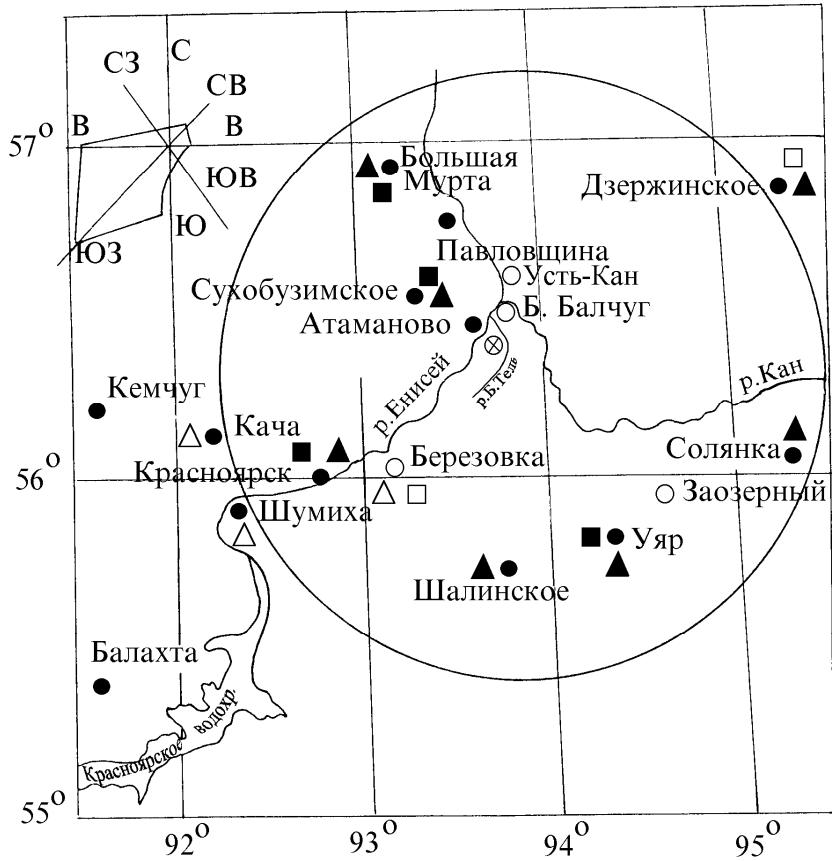 С
СЗ
СВ
В
В
57°
ЮВ
Ю
ЮЗ
Большая
Мурта
Дзержинское
Павловщина
Усть-Кан
Сухобузимское
Б. Балчуг
Атаманово
р.Енисей
р.Б.Тель
р.Кан
Кемчуг
Кача
Березовка
Солянка
56°
Красноярск
Заозерный
Шумиха
Уяр
Шалинское
Балахта
Красноярское водохр.
55°
92°
93°
94°
95°